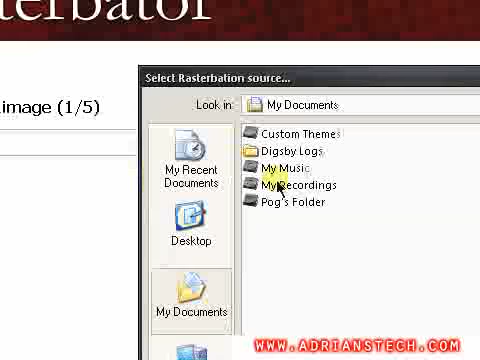 terbator
Select Rasterbation source...
image (1/5)
Look in:
My Documents
Custom Themes
Digsby Logs
My Music
My Recordings
Pog's Folder
My Recent
Documents
Desktop
My Documents
WWW.ADRIANSTECH.COM